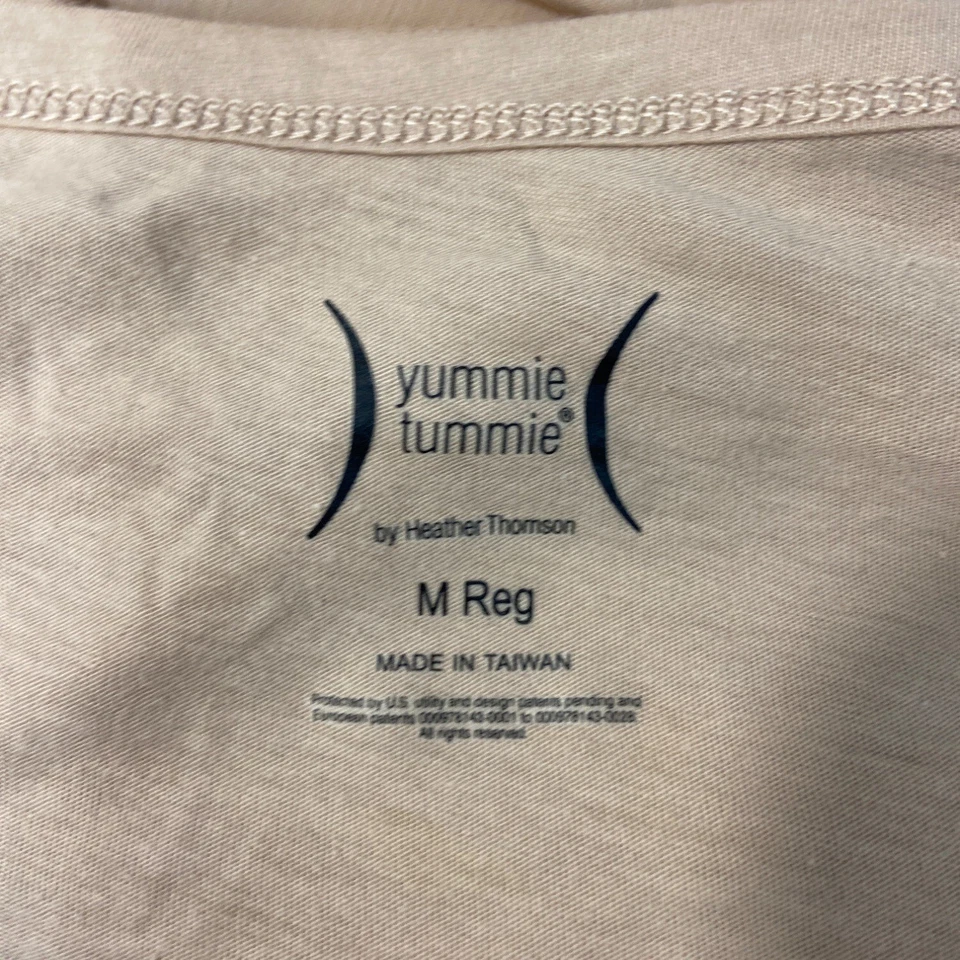 yummie
tummie®
by Heather Thomson
M Reg
MADE IN TAIWAN
Protected by U.S. utility and design patents pending and
European patents 000978143-0001 to 000978143-0028.
All rights reserved.